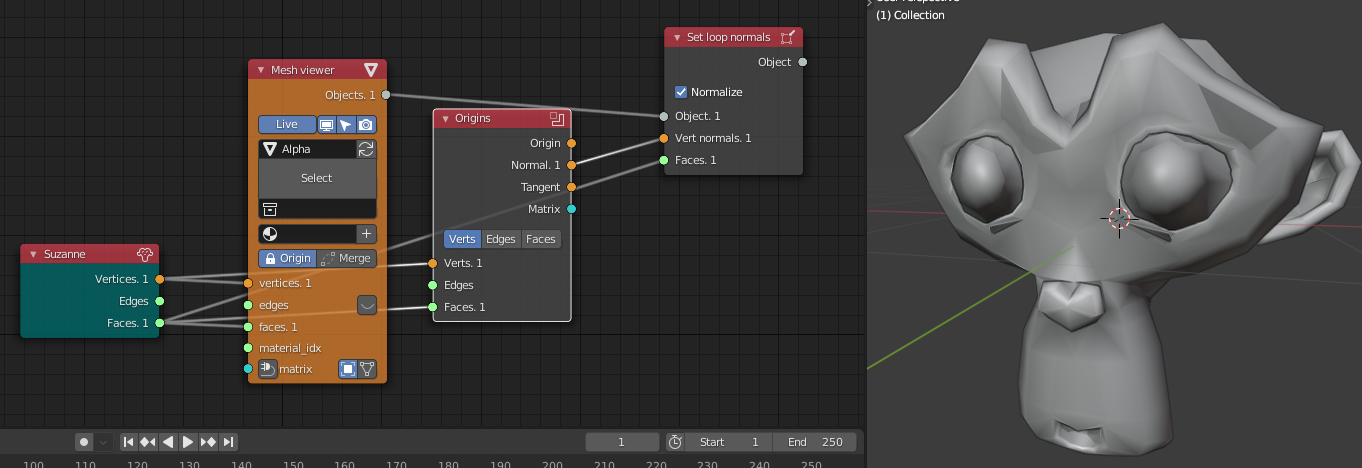 Suzanne
Vertices. 1
Edges
Faces. 1
Mesh viewer
Objects. 1
Live
Alpha
Select
Origin
Merge
vertices. 1
edges
faces. 1
material_idx
matrix
Origins
Origin
Normal. 1
Tangent
Matrix
Verts
Edges
Faces
Verts. 1
Edges
Faces. 1
Set loop normals
Object
Normalize
Object. 1
Vert normals. 1
Faces. 1
(1) Collection
1
Start 1
End 250
100 110 120 130 140 150 160 170 180 190 200 210 220 230 240 250